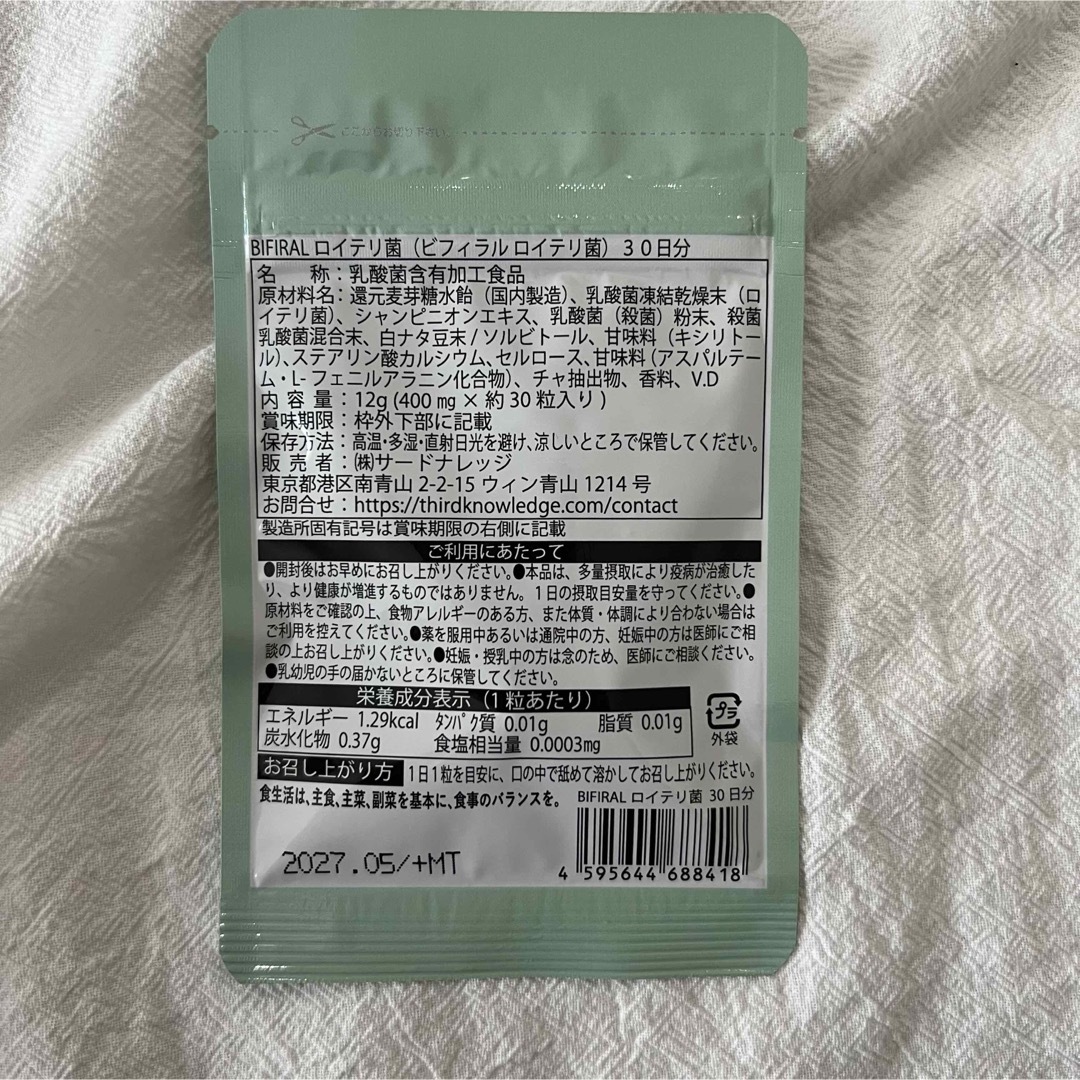 ここからお切り下さい。
BIFIRAL ロイテリ菌（ビフィラル ロイテリ菌）３０日分
名　　称：乳酸菌含有加工食品
原材料名：還元麦芽糖水飴（国内製造）、乳酸菌凍結乾燥末（ロ
イテリ菌）、シャンピニオンエキス、乳酸菌（殺菌）粉末、殺菌
乳酸菌混合末、白ナタ豆末 / ソルビトール、甘味料（キシリトー
ル）、ステアリン酸カルシウム、セルロース、甘味料（アスパルテー
ム・L- フェニルアラニン化合物）、チャ抽出物、香料、V.D
内 容 量：12g (400 ㎎ × 約 30 粒入り )
賞味期限：枠外下部に記載
保存方法：高温・多湿・直射日光を避け、涼しいところで保管してください。
販 売 者：㈱サードナレッジ
東京都港区南青山 2-2-15 ウィン青山 1214 号
お問合せ：https://thirdknowledge.com/contact
製造所固有記号は賞味期限の右側に記載
ご利用にあたって
●開封後はお早めにお召し上がりください。●本品は、多量摂取により疾病が治癒した
り、より健康が増進するものではありません。１日の摂取目安量を守ってください。●
原材料をご確認の上、食物アレルギーのある方、また体質・体調により合わない場合は
ご利用を控えてください。●薬を服用中あるいは通院中の方、妊娠中の方は医師にご相
談の上お召し上がりください。●妊娠・授乳中の方は念のため、医師にご相談ください。
●乳幼児の手の届かないところに保管してください。
栄養成分表示（1 粒あたり）
エネルギー 1.29kcal ﾀﾝﾊﾟｸ質 0.01g 脂質 0.01g
炭水化物 0.37g 食塩相当量 0.0003㎎
プラ
外袋
お召し上がり方 １日１粒を目安に、口の中で舐めて溶かしてお召し上がりください。
食生活は、主食、主菜、副菜を基本に、食事のバランスを。
BIFIRAL ロイテリ菌 30 日分
2027.05/+MT
4 595644 688418